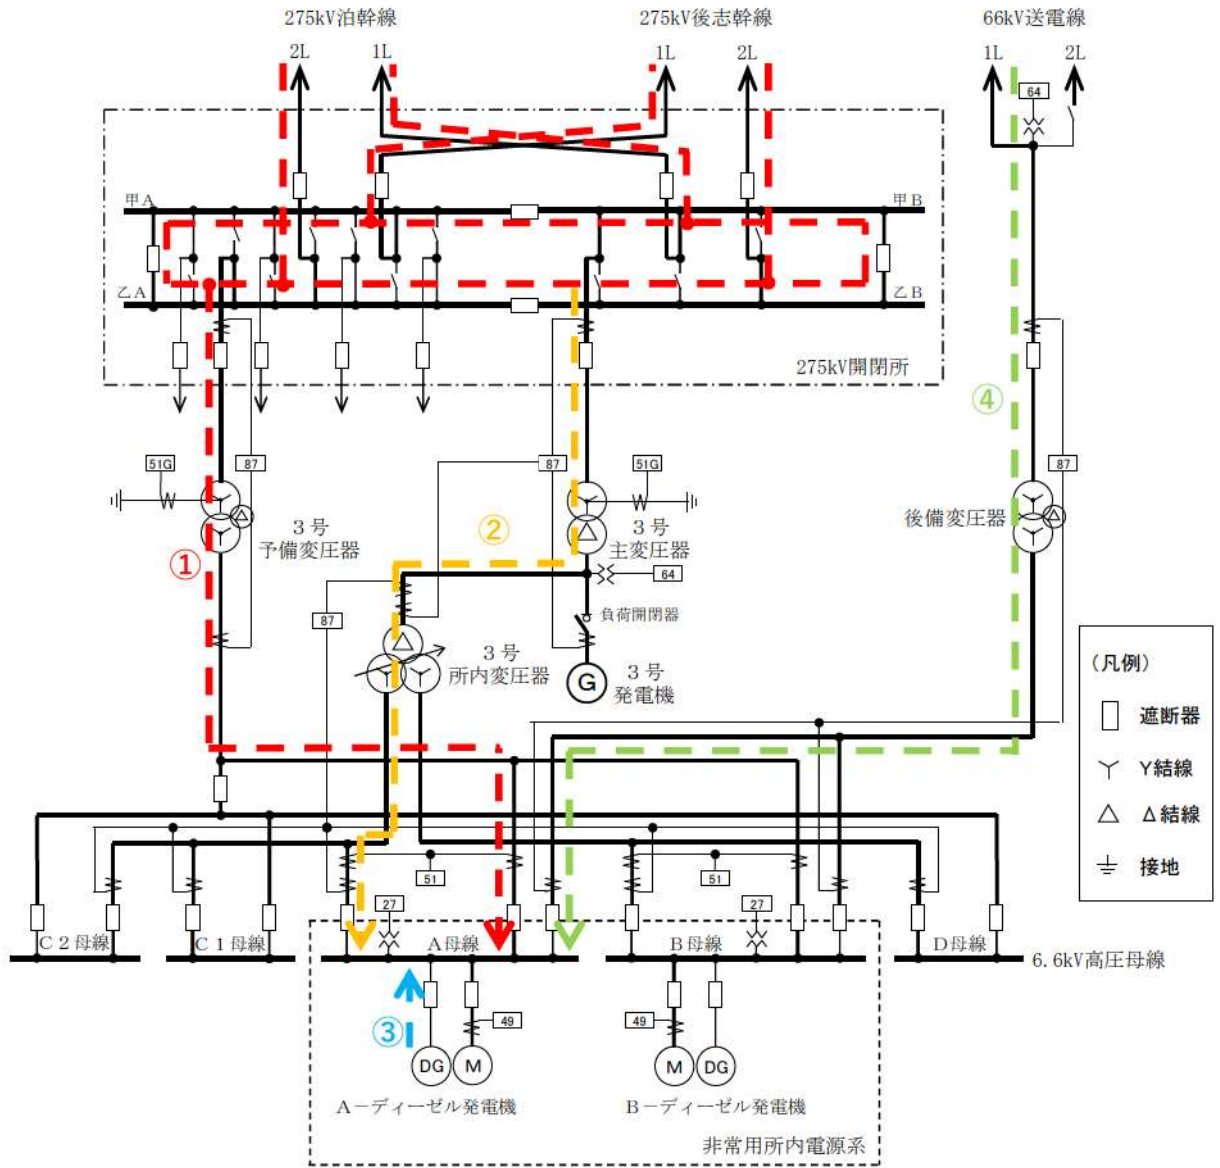 275kV泊幹線
275kV後志幹線
66kV送電線
2L
1L
1L
2L
1L
2L
64
甲A
甲B
乙A
乙B
275kV開閉所
④
51G
87
87
51G
87
3号
予備変圧器
②
3号
主変圧器
後備変圧器
①
64
87
負荷開閉器
3号
所内変圧器
G
3号
発電機
(凡例)
遮断器
Y結線
Δ結線
接地
51
51
27
27
C2母線
C1母線
A母線
B母線
D母線
6.6kV高圧母線
③
49
49
DG
M
M
DG
A-ディーゼル発電機
B-ディーゼル発電機
非常用所内電源系